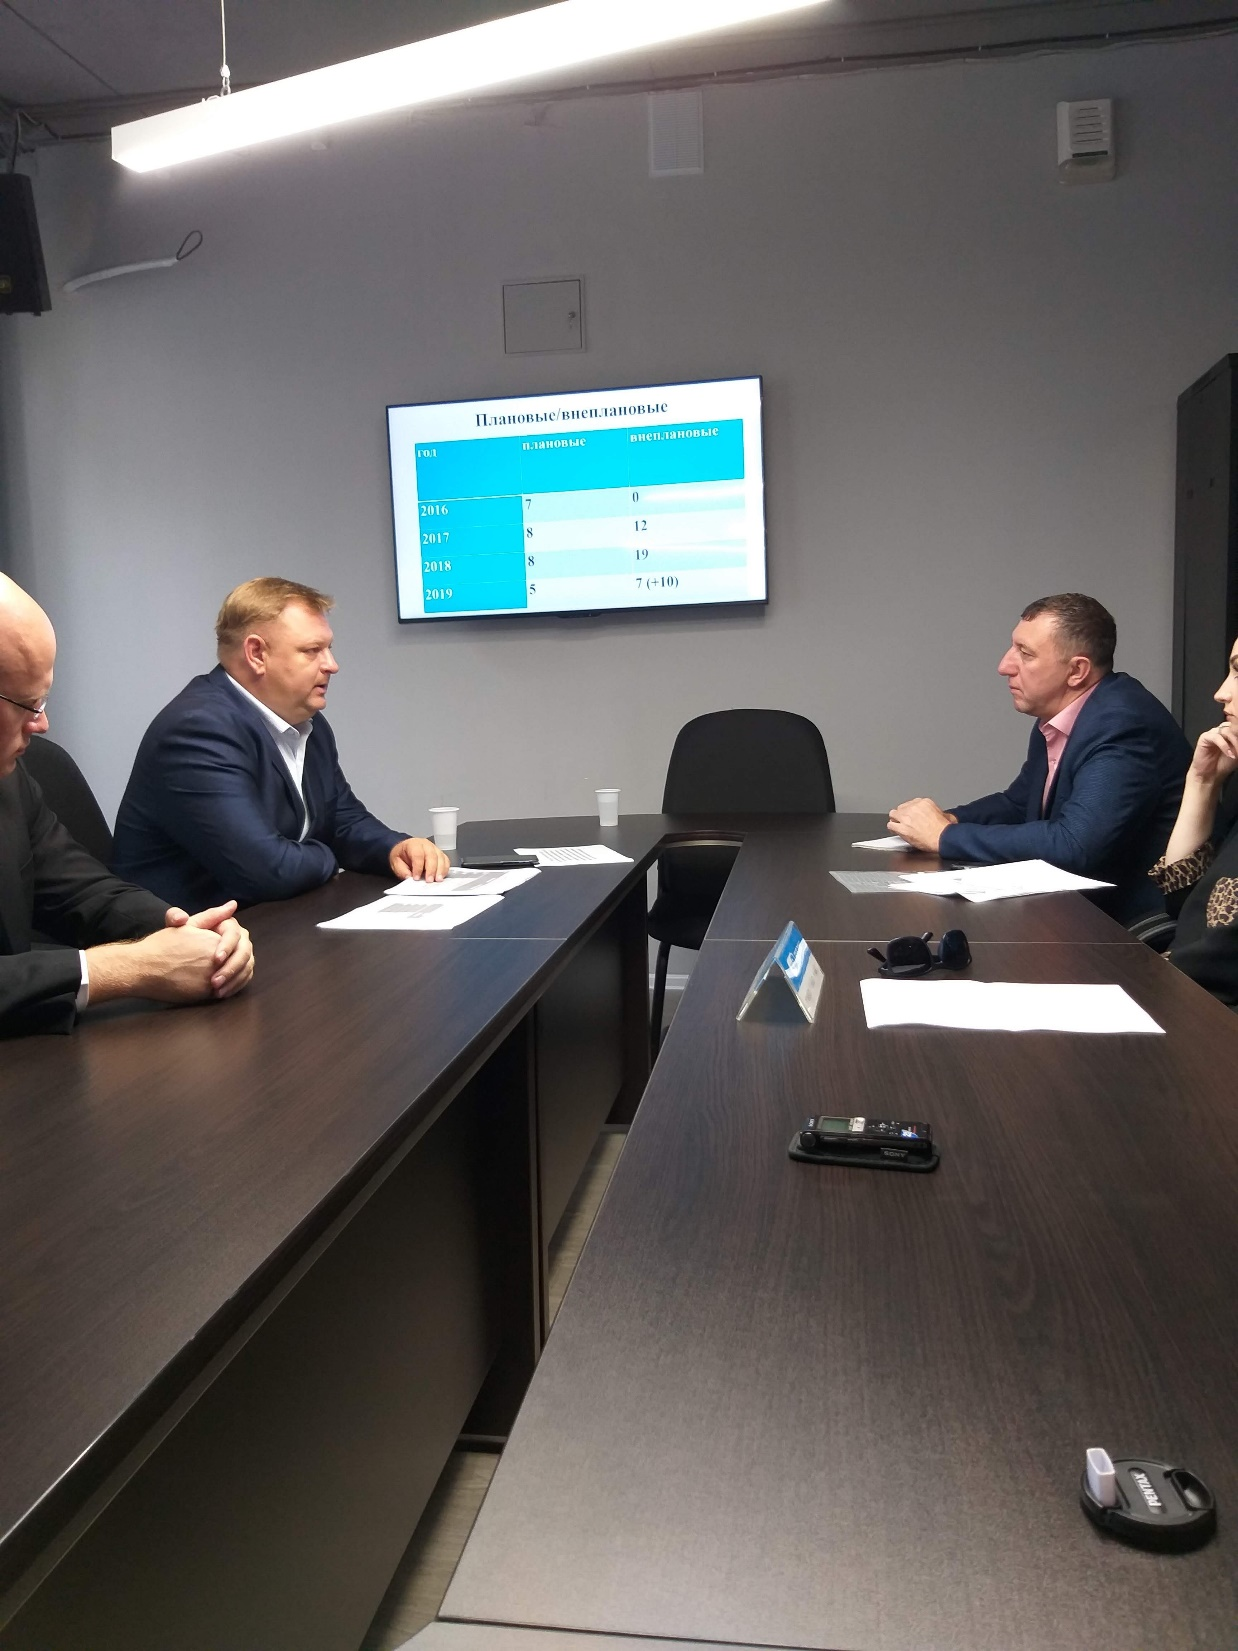 Плановые/внеплановые
год плановые внеплановые
2016 7 0
2017 8 12
2018 8 19
2019 5 7 (+10)
SONY
PENTAX